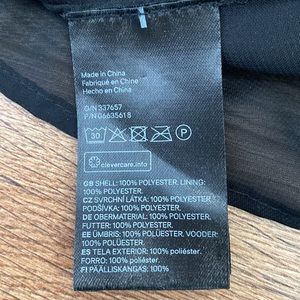 Made in China
Fabriqué en Chine
Hecho en China
O/N 337657
P/N G6635618
30
P
clevercare.info
GB SHELL: 100% POLYESTER. LINING:
100% POLYESTER.
CZ SVRCHNÍ LÁTKA: 100% POLYESTER.
PODŠÍVKA: 100% POLYESTER.
DE OBERMATERIAL: 100% POLYESTER.
FUTTER: 100% POLYESTER.
EE ÜMBRIS: 100% POLÜESTER. VOODER:
100% POLÜESTER.
ES TELA EXTERIOR: 100% poliéster.
FORRO: 100% poliéster.
FI PÄÄLLISKANGAS: 100%